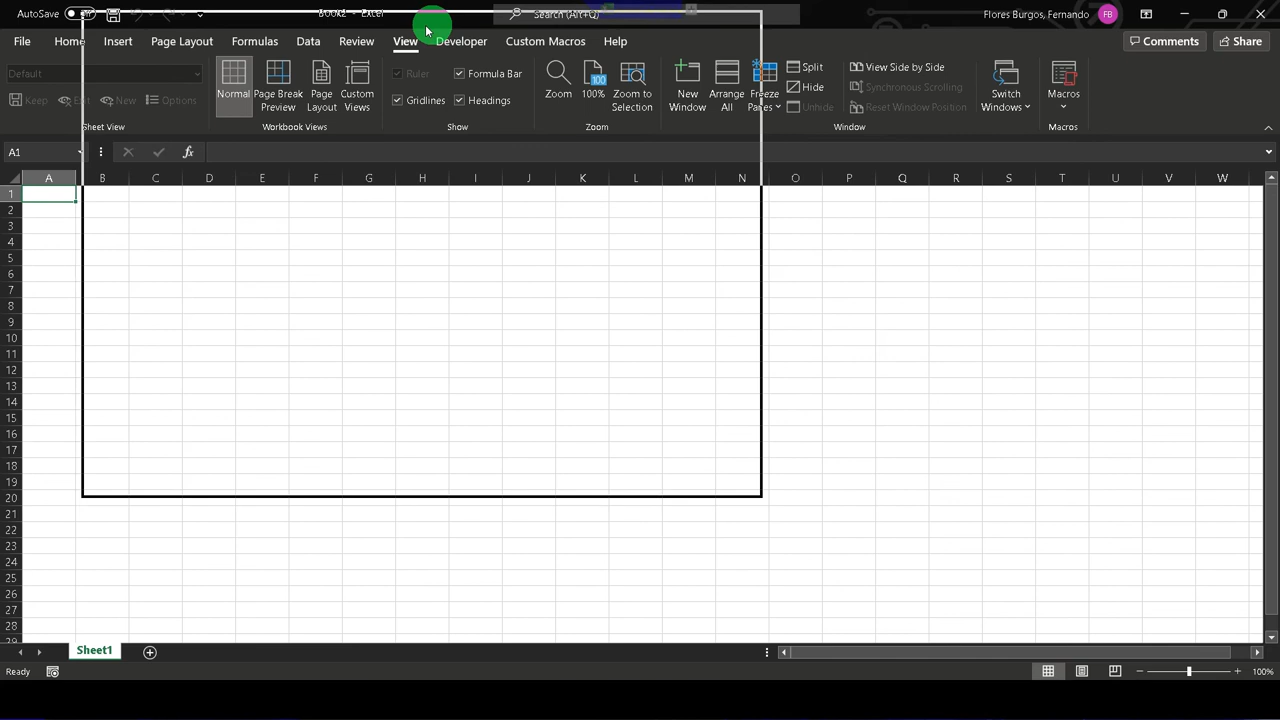 AutoSave Off Book2 - Excel Search (Alt+Q) Flores Burgos, Fernando FB
File Home Insert Page Layout Formulas Data Review View Developer Custom Macros Help Comments Share
Default
Keep Exit New Options
Sheet View
Normal
Page Break Preview
Page Layout
Custom Views
Workbook Views
Ruler Formula Bar
Gridlines Headings
Show
Zoom
100
100%
Zoom to Selection
Zoom
New Window
Arrange All
Freeze Panes
Split
Hide
Unhide
View Side by Side
Synchronous Scrolling
Reset Window Position
Switch Windows
Window
Macros
Macros
A1 fx
A B C D E F G H I J K L M N O P Q R S T U V W
1
2
3
4
5
6
7
8
9
10
11
12
13
14
15
16
17
18
19
20
21
22
23
24
25
26
27
28
29
Sheet1
Ready 100%